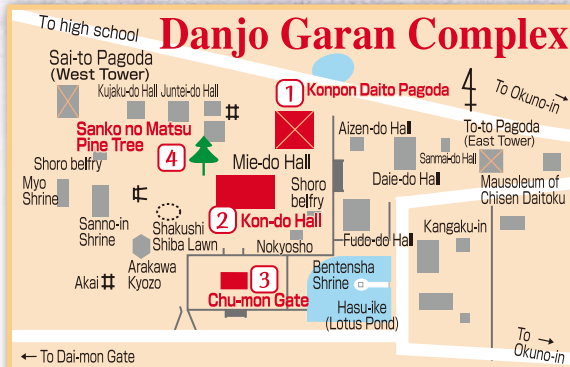 To high school
Danjo Garan Complex
Sai-to Pagoda
(West Tower)
Kujaku-do Hall
Juntei-do Hall
1
Konpon Daito Pagoda
To Okuno-in →
Sanko no Matsu
Pine Tree
4
Aizen-do Hall
To-to Pagoda
(East Tower)
Sanmai-do Hall
Shoro belfry
Mie-do Hall
Daie-do Hall
Mausoleum of
Chisen Daitoku
Myo
Shrine
Shoro
belfry
Sanno-in
Shrine
Shakushi
Shiba Lawn
2
Kon-do Hall
Nokyosho
Fudo-do Hall
Kangaku-in
Arakawa
Kyozo
Akai
3
Chu-mon Gate
Bentensha
Shrine
Hasu-ike
(Lotus Pond)
← To Dai-mon Gate
To →
Okuno-in